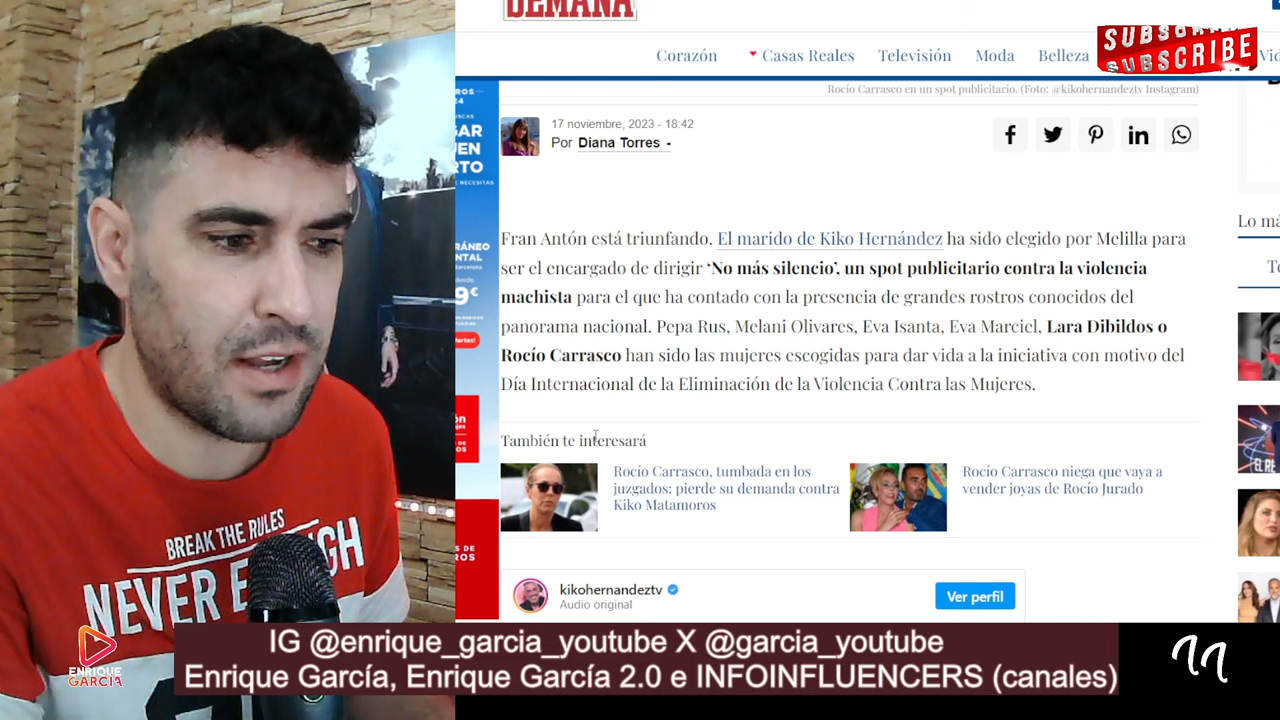 SEMANA
Corazón
Casas Reales
Televisión
Moda
Belleza
SUBSCRIBE
SUBSCRIBE
Rocío Carrasco en un spot publicitario. (Foto: @kikohernandeztv Instagram)
17 noviembre, 2023 - 18:42
Por Diana Torres -
Fran Antón está triunfando. El marido de Kiko Hernández ha sido elegido por Melilla para
ser el encargado de dirigir ‘No más silencio’, un spot publicitario contra la violencia
machista para el que ha contado con la presencia de grandes rostros conocidos del
panorama nacional. Pepa Rus, Melani Olivares, Eva Isanta, Eva Marciel, Lara Dibildos o
Rocío Carrasco han sido las mujeres escogidas para dar vida a la iniciativa con motivo del
Día Internacional de la Eliminación de la Violencia Contra las Mujeres.
También te interesará
Rocío Carrasco, tumbada en los
juzgados: pierde su demanda contra
Kiko Matamoros
Rocío Carrasco niega que vaya a
vender joyas de Rocío Jurado
kikohernandeztv
Audio original
Ver perfil
Lo má
BREAK THE RULES
NEVER
ENRIQUE
GARCÍA
IG @enrique_garcia_youtube X @garcia_youtube
Enrique García, Enrique García 2.0 e INFONFLUENCERS (canales)